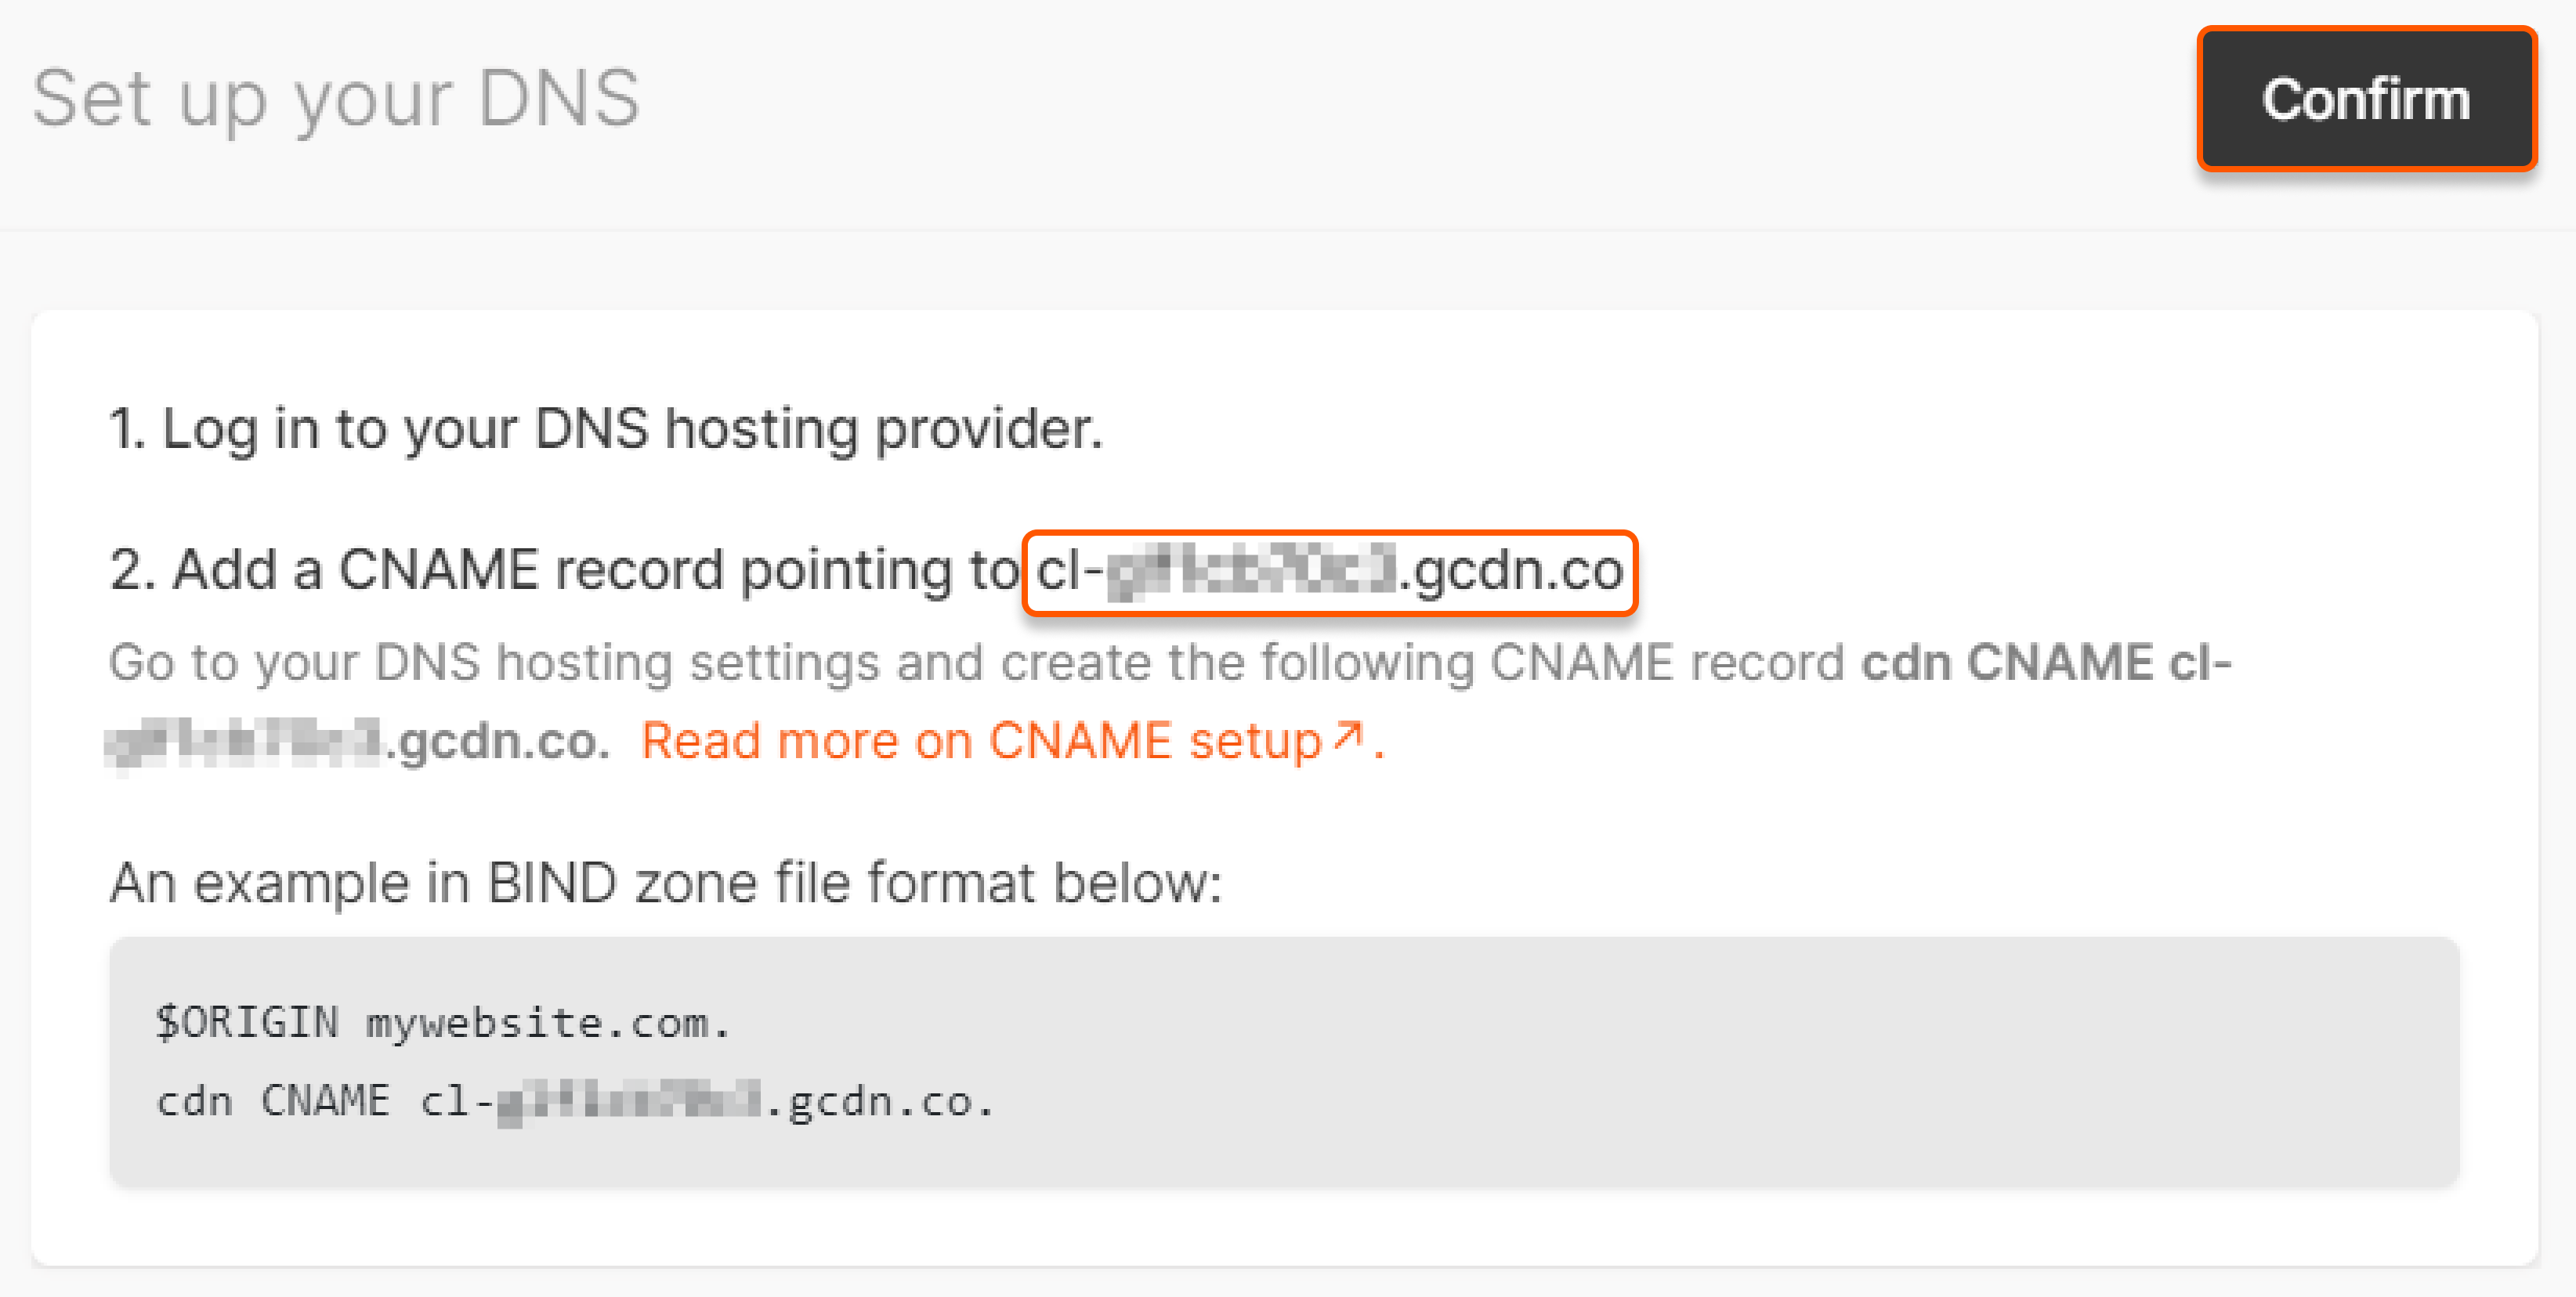 Set up your DNS
Confirm
1. Log in to your DNS hosting provider.
2. Add a CNAME record pointing to cl- .gcdn.co
Go to your DNS hosting settings and create the following CNAME record cdn CNAME cl-
.gcdn.co. Read more on CNAME setup↗.
An example in BIND zone file format below:
$ORIGIN mywebsite.com.
cdn CNAME cl- .gcdn.co.